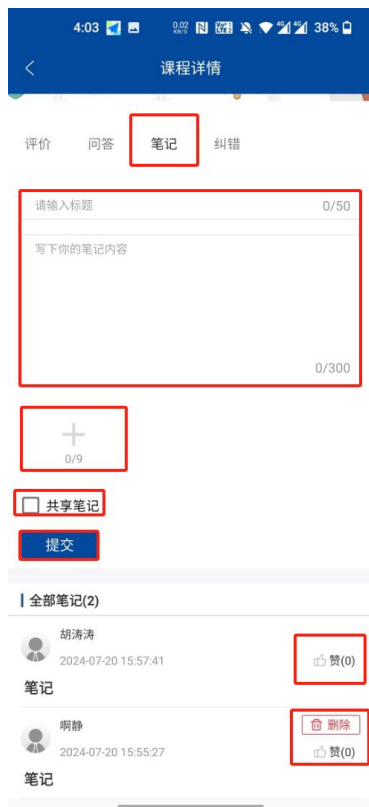 4:03 0.02 KB/S 4G 4G 38%
课程详情
评价 问答 笔记 纠错
请输入标题 0/50
写下你的笔记内容
0/300
0/9
共享笔记
提交
全部笔记(2)
胡涛涛
2024-07-20 15:57:41 赞(0)
笔记
啊静 删除
2024-07-20 15:55:27 赞(0)
笔记